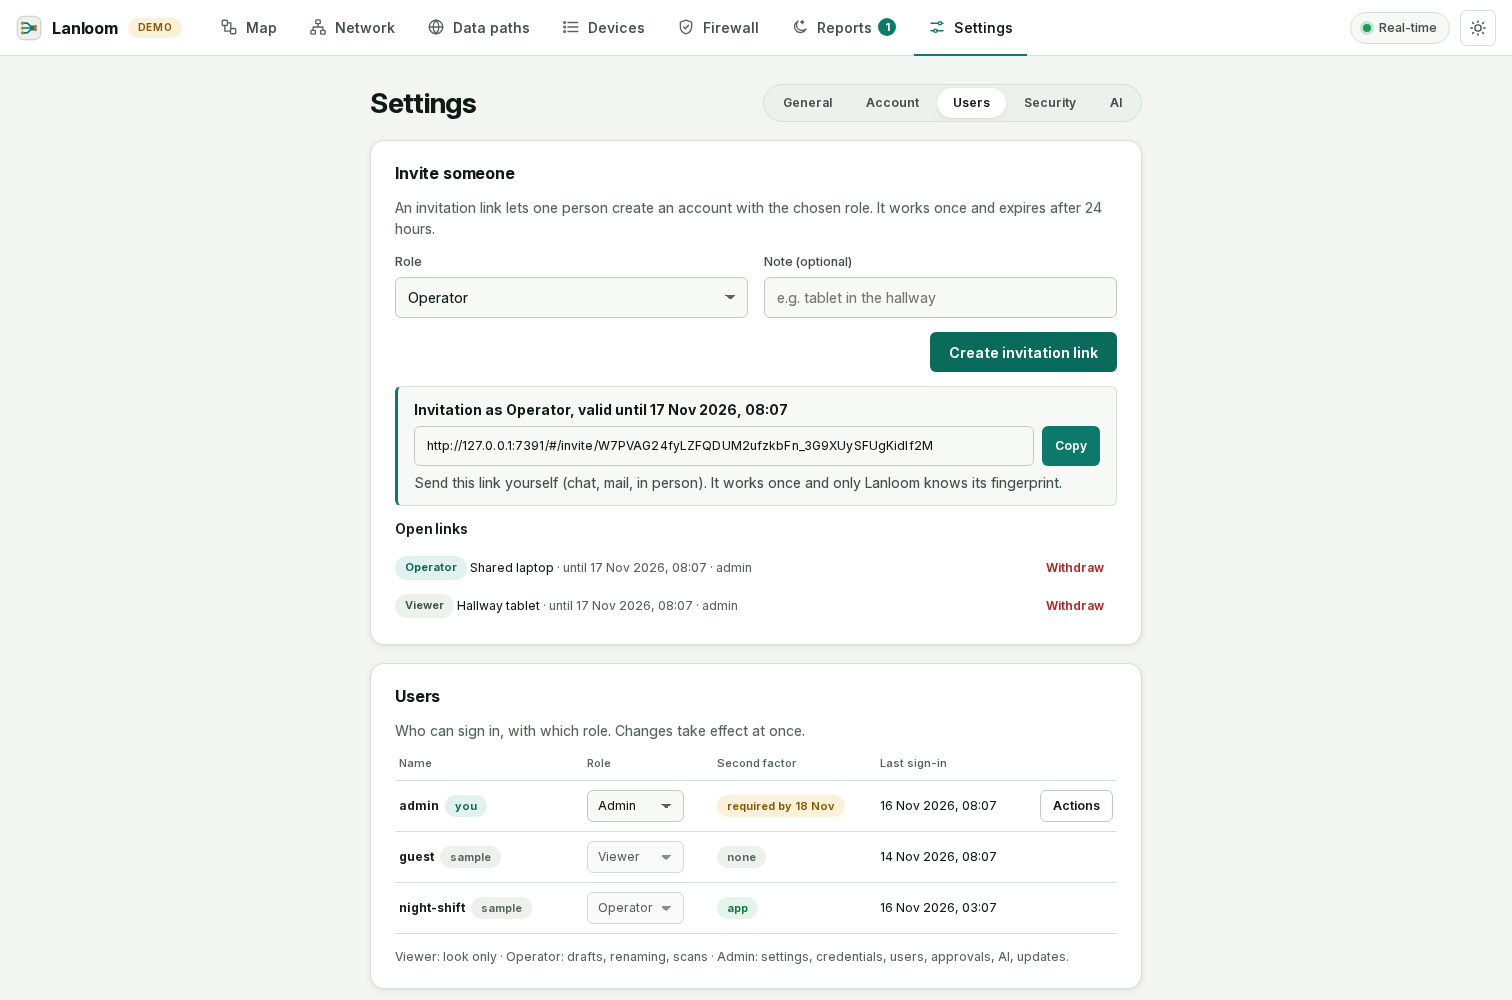 Lanloom DEMO Map Network Data paths Devices Firewall Reports 1 Settings Real-time
Settings General Account Users Security AI
Invite someone
An invitation link lets one person create an account with the chosen role. It works once and expires after 24
hours.
Role Note (optional)
Operator e.g. tablet in the hallway
Create invitation link
Invitation as Operator, valid until 17 Nov 2026, 08:07
http://127.0.0.1:7391/#/invite/W7PVAG24fyLZFQDUM2ufzkbFn_3G9XUySFUgKidlf2M Copy
Send this link yourself (chat, mail, in person). It works once and only Lanloom knows its fingerprint.
Open links
Operator Shared laptop · until 17 Nov 2026, 08:07 · admin Withdraw
Viewer Hallway tablet · until 17 Nov 2026, 08:07 · admin Withdraw
Users
Who can sign in, with which role. Changes take effect at once.
Name Role Second factor Last sign-in
admin you Admin required by 18 Nov 16 Nov 2026, 08:07 Actions
guest sample Viewer none 14 Nov 2026, 08:07
night-shift sample Operator app 16 Nov 2026, 03:07
Viewer: look only · Operator: drafts, renaming, scans · Admin: settings, credentials, users, approvals, AI, updates.